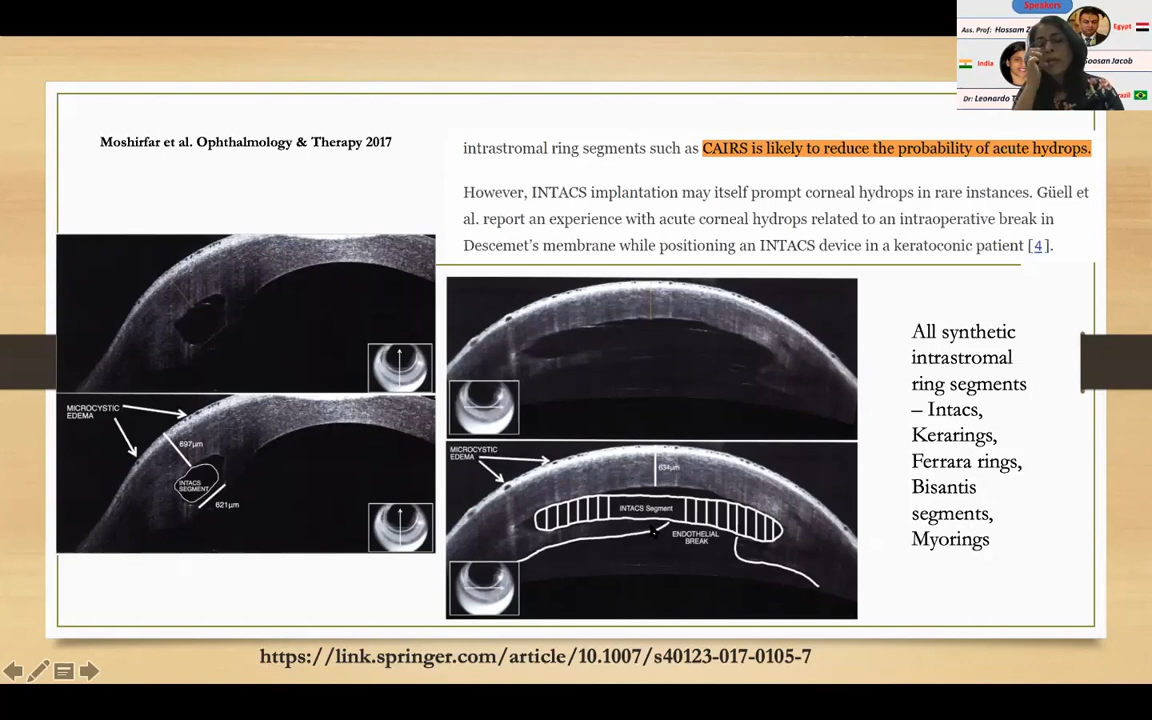 Speakers
Ass. Prof: Hossam
Egypt
India
Soosan Jacob
Dr: Leonardo
Moshirfar et al. Ophthalmology & Therapy 2017
intrastromal ring segments such as CAIRS is likely to reduce the probability of acute hydrops.
However, INTACS implantation may itself prompt corneal hydrops in rare instances. Güell et
al. report an experience with acute corneal hydrops related to an intraoperative break in
Descemet's membrane while positioning an INTACS device in a keratoconic patient [4].
MICROCYSTIC
EDEMA
697µm
INTACS
SEGMENT
621µm
MICROCYSTIC
EDEMA
634µm
INTACS Segment
ENDOTHELIAL
BREAK
All synthetic
intrastromal
ring segments
– Intacs,
Kerarings,
Ferrara rings,
Bisantis
segments,
Myorings
https://link.springer.com/article/10.1007/s40123-017-0105-7